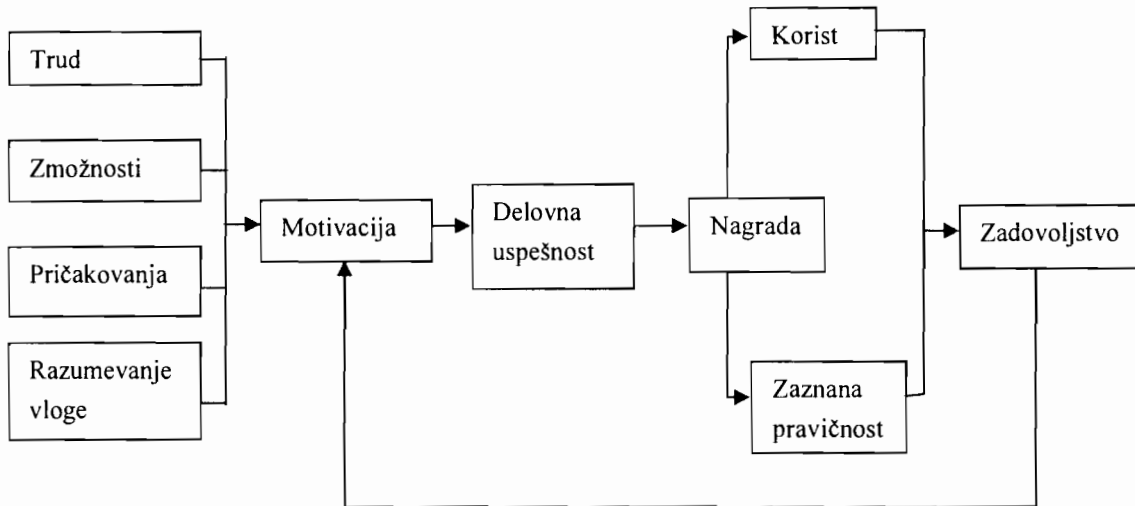 Trud
Zmožnosti
Pričakovanja
Razumevanje
vloge
Motivacija
Delovna
uspešnost
Nagrada
Korist
Zaznana
pravičnost
Zadovoljstvo